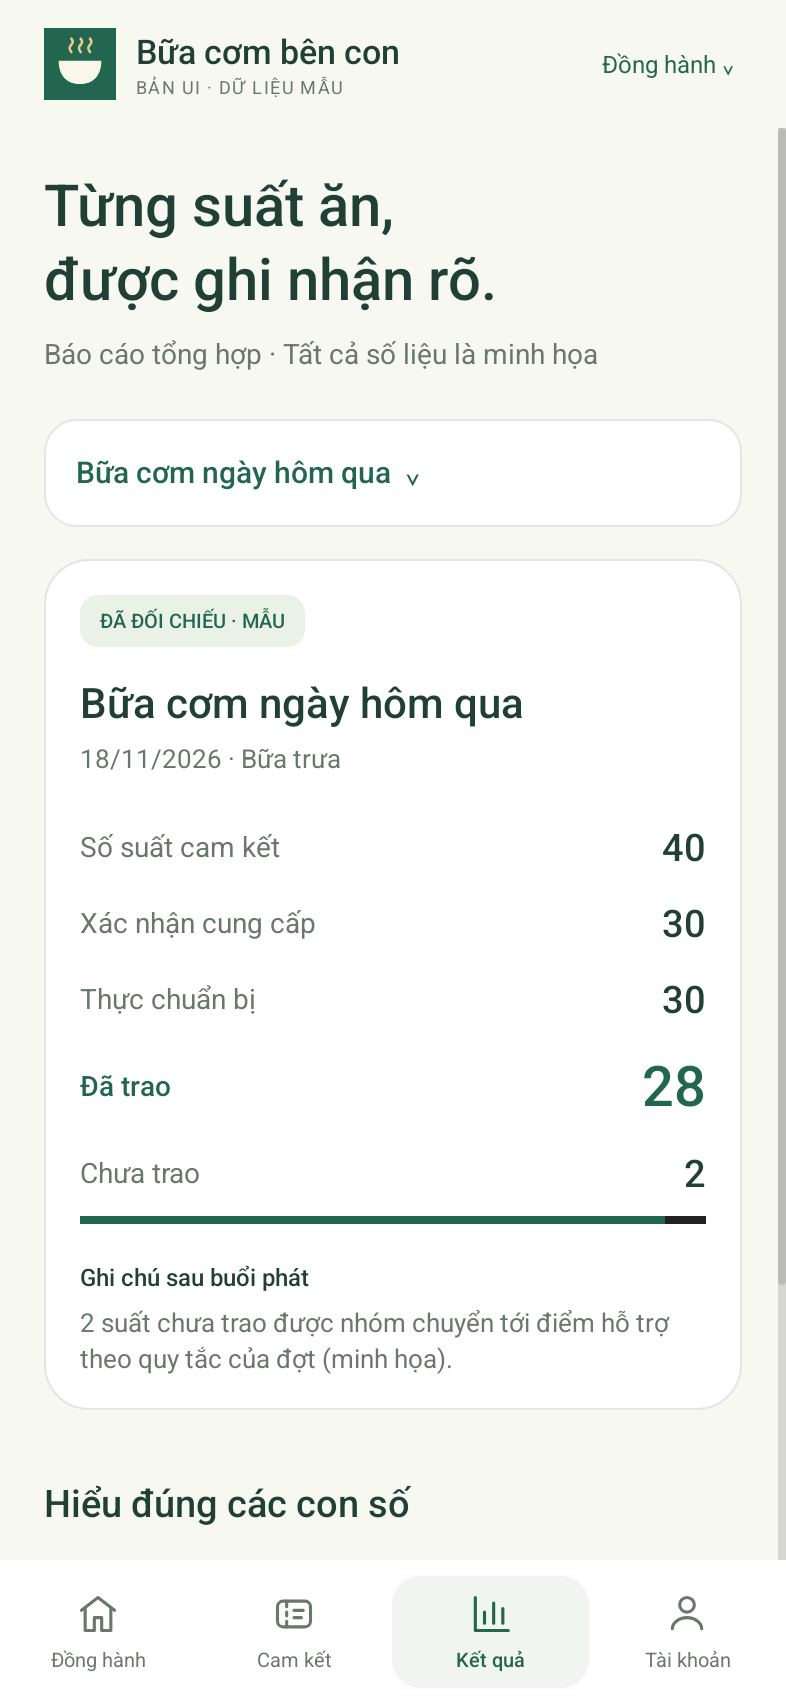 Bữa cơm bên con
BẢN UI · DỮ LIỆU MẪU
Đồng hành
Từng suất ăn,
được ghi nhận rõ.
Báo cáo tổng hợp · Tất cả số liệu là minh họa
Bữa cơm ngày hôm qua
ĐÃ ĐỐI CHIẾU · MẪU
Bữa cơm ngày hôm qua
18/11/2026 · Bữa trưa
Số suất cam kết 40
Xác nhận cung cấp 30
Thực chuẩn bị 30
Đã trao 28
Chưa trao 2
Ghi chú sau buổi phát
2 suất chưa trao được nhóm chuyển tới điểm hỗ trợ
theo quy tắc của đợt (minh họa).
Hiểu đúng các con số
Đồng hành Cam kết Kết quả Tài khoản